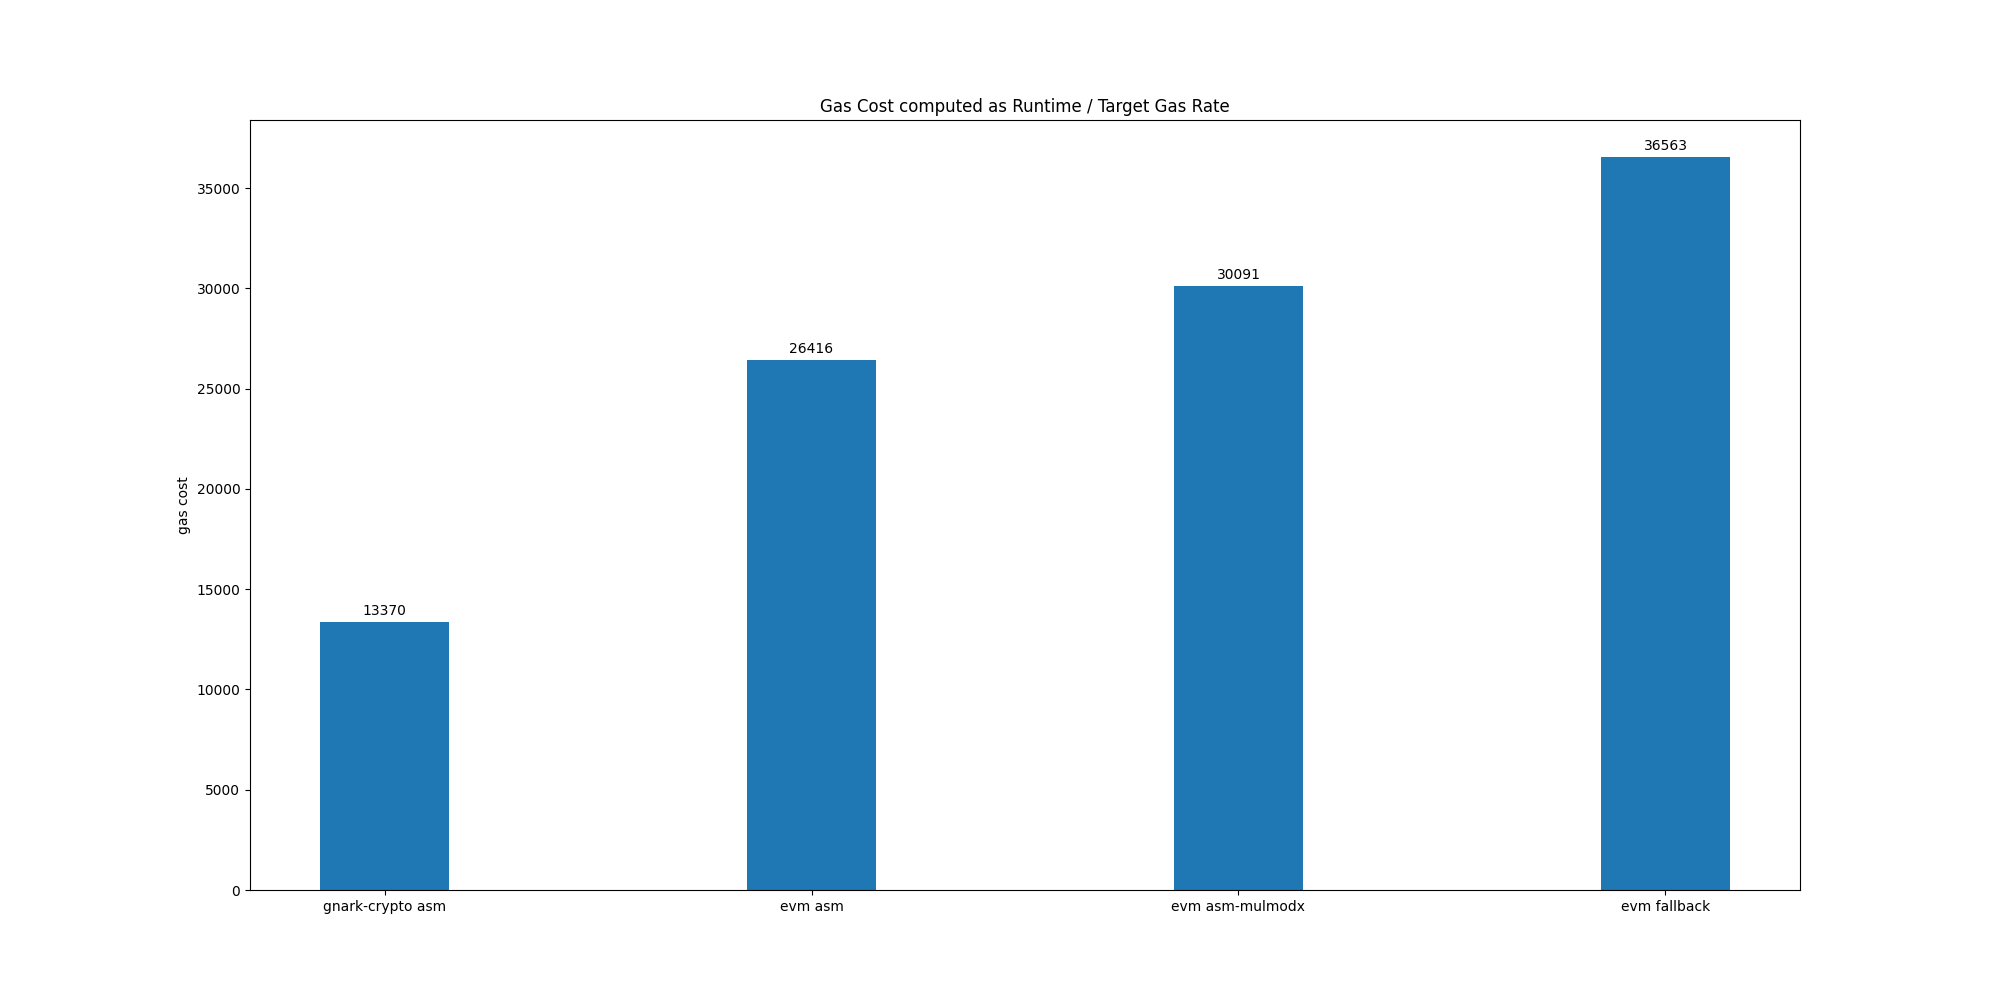 Gas Cost computed as Runtime / Target Gas Rate
36563
35000
30091
30000
26416
25000
20000
gas cost
15000
13370
10000
5000
0
gnark-crypto asm
evm asm
evm asm-mulmodx
evm fallback